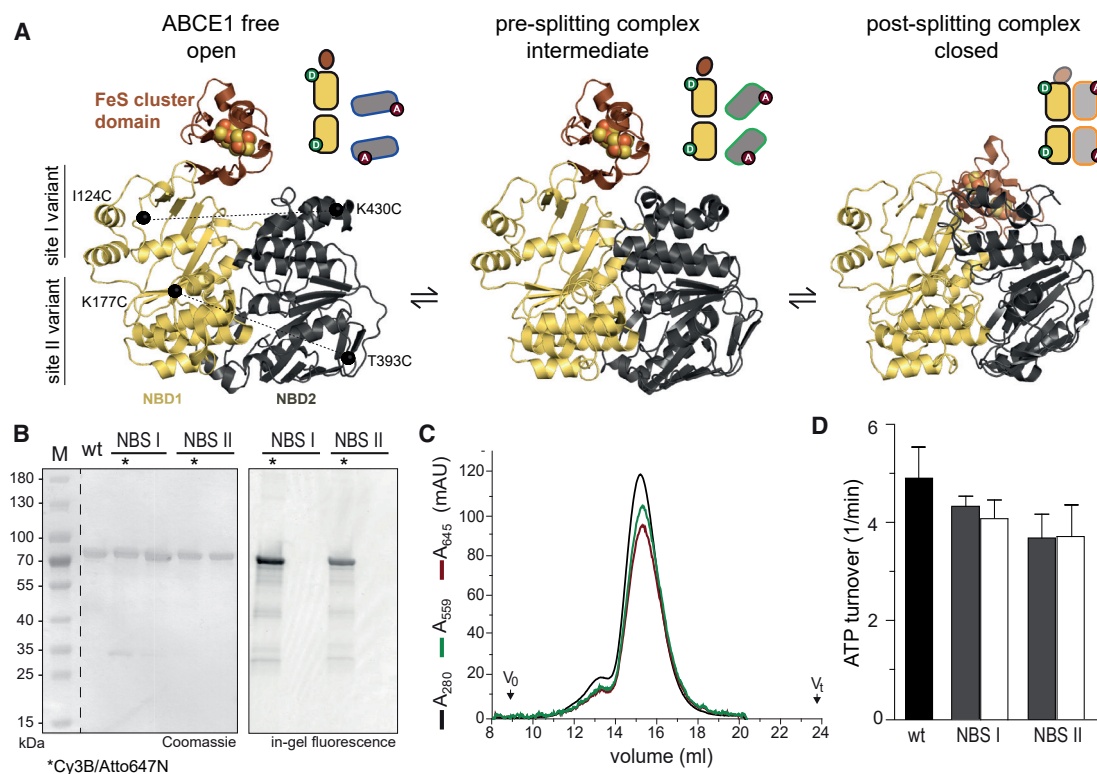 A
ABCE1 free
open
pre-splitting complex
intermediate
post-splitting complex
closed
FeS cluster
domain
D
A
D
A
D
A
D
A
D
A
D
A
site I variant
site II variant
I124C
K430C
K177C
T393C
NBD1
NBD2
B
M
wt
NBS I
NBS II
NBS I
NBS II
*
*
*
*
180
130
100
70
55
40
35
25
15
kDa
Coomassie
in-gel fluorescence
*Cy3B/Atto647N
C
A280
A559
A645 (mAU)
120
100
80
60
40
20
0
V0
Vt
8
10
12
14
16
18
20
22
24
volume (ml)
D
ATP turnover (1/min)
6
4
2
0
wt
NBS I
NBS II